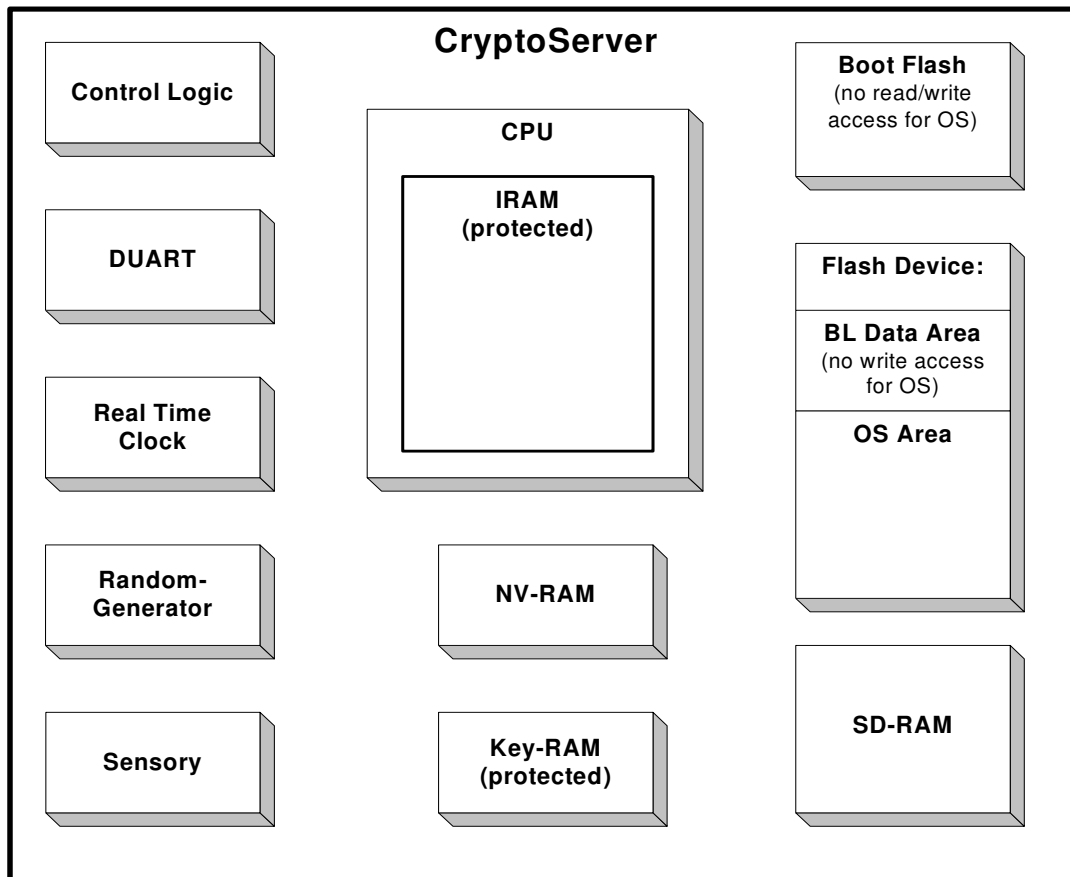 CryptoServer
Control Logic
DUART
Real Time
Clock
Random-
Generator
Sensory
CPU
IRAM
(protected)
NV-RAM
Key-RAM
(protected)
Boot Flash
(no read/write
access for OS)
Flash Device:
BL Data Area
(no write access
for OS)
OS Area
SD-RAM